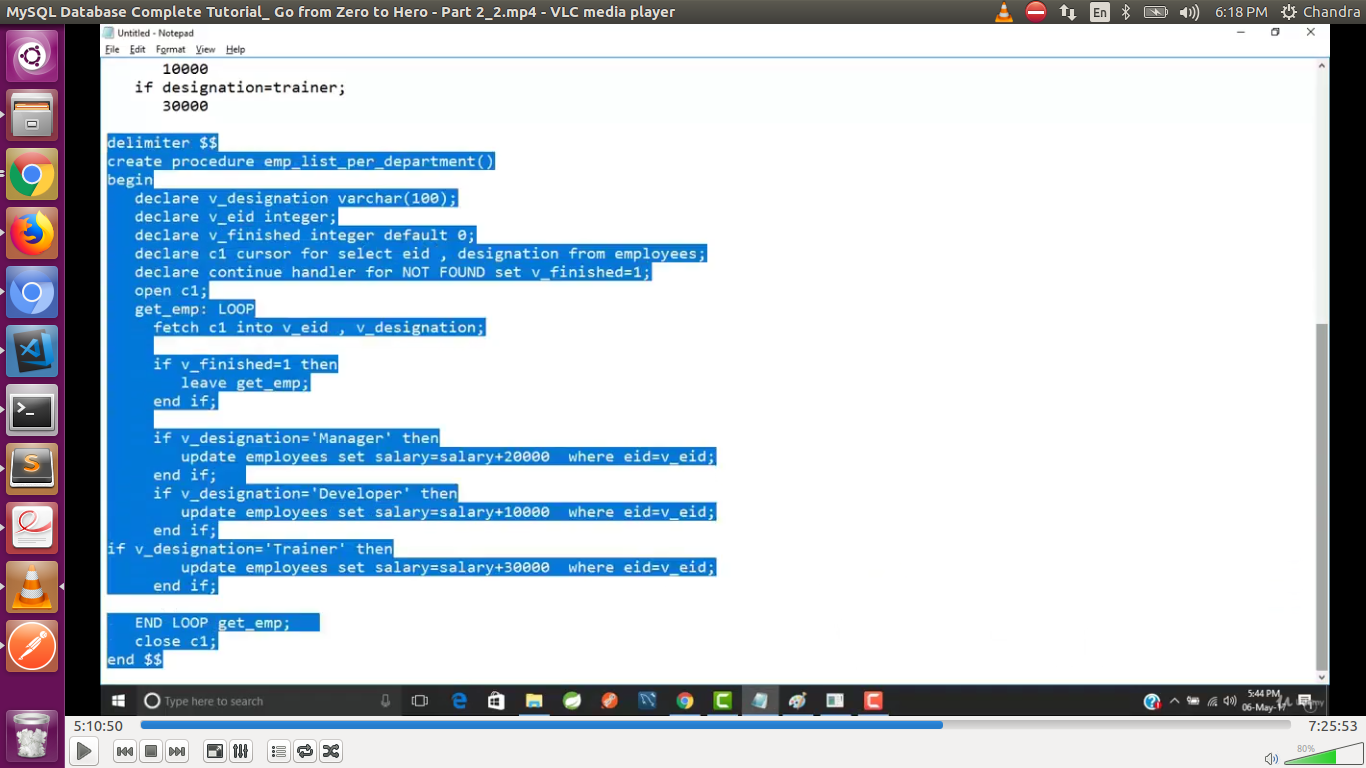 MySQL Database Complete Tutorial_ Go from Zero to Hero - Part 2_2.mp4 - VLC media player
En
6:18 PM
Chandra
Untitled - Notepad
File Edit Format View Help
10000
if designation=trainer;
30000
delimiter $$
create procedure emp_list_per_department()
begin
declare v_designation varchar(100);
declare v_eid integer;
declare v_finished integer default 0;
declare c1 cursor for select eid , designation from employees;
declare continue handler for NOT FOUND set v_finished=1;
open c1;
get_emp: LOOP
fetch c1 into v_eid , v_designation;
if v_finished=1 then
leave get_emp;
end if;
if v_designation='Manager' then
update employees set salary=salary+20000  where eid=v_eid;
end if;
if v_designation='Developer' then
update employees set salary=salary+10000  where eid=v_eid;
end if;
if v_designation='Trainer' then
update employees set salary=salary+30000  where eid=v_eid;
end if;
END LOOP get_emp;
close c1;
end $$
Type here to search
5:44 PM
5:10:50
7:25:53
80%